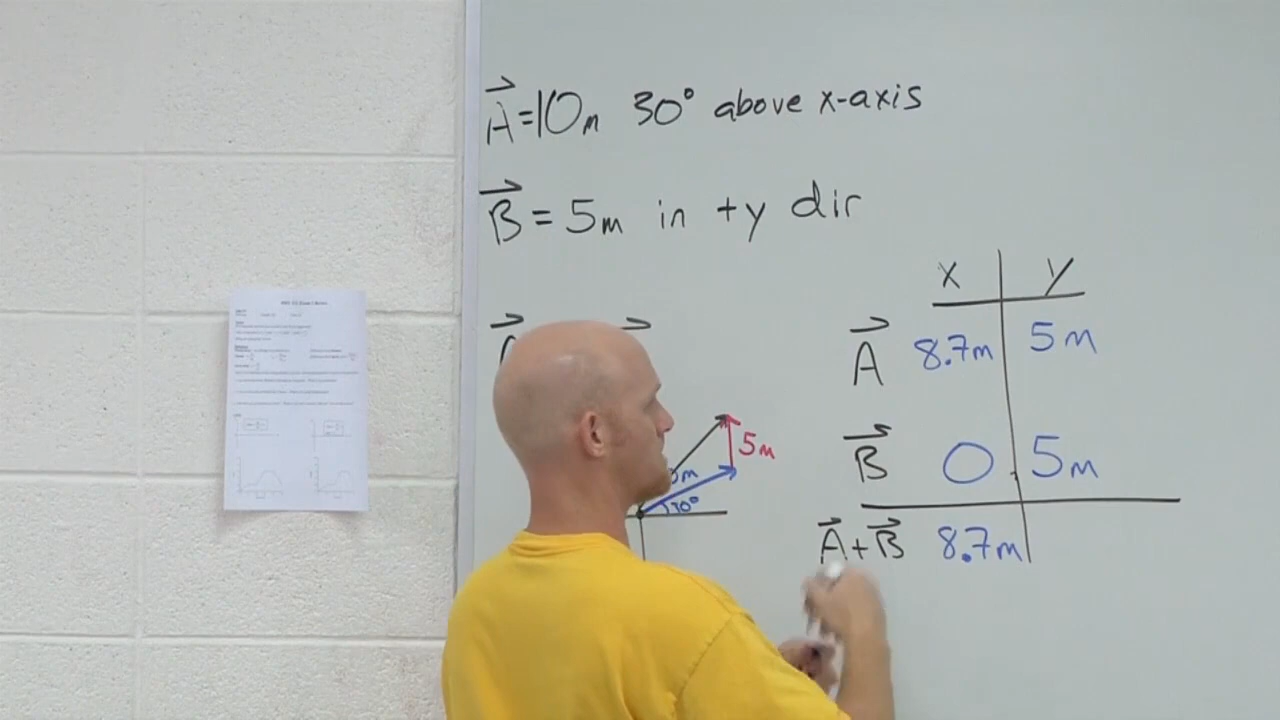 A=10m 30° above x-axis
B = 5m in +y dir
x y
A 8.7m 5m
B 0 5m
A+B 8.7m
5m
30°